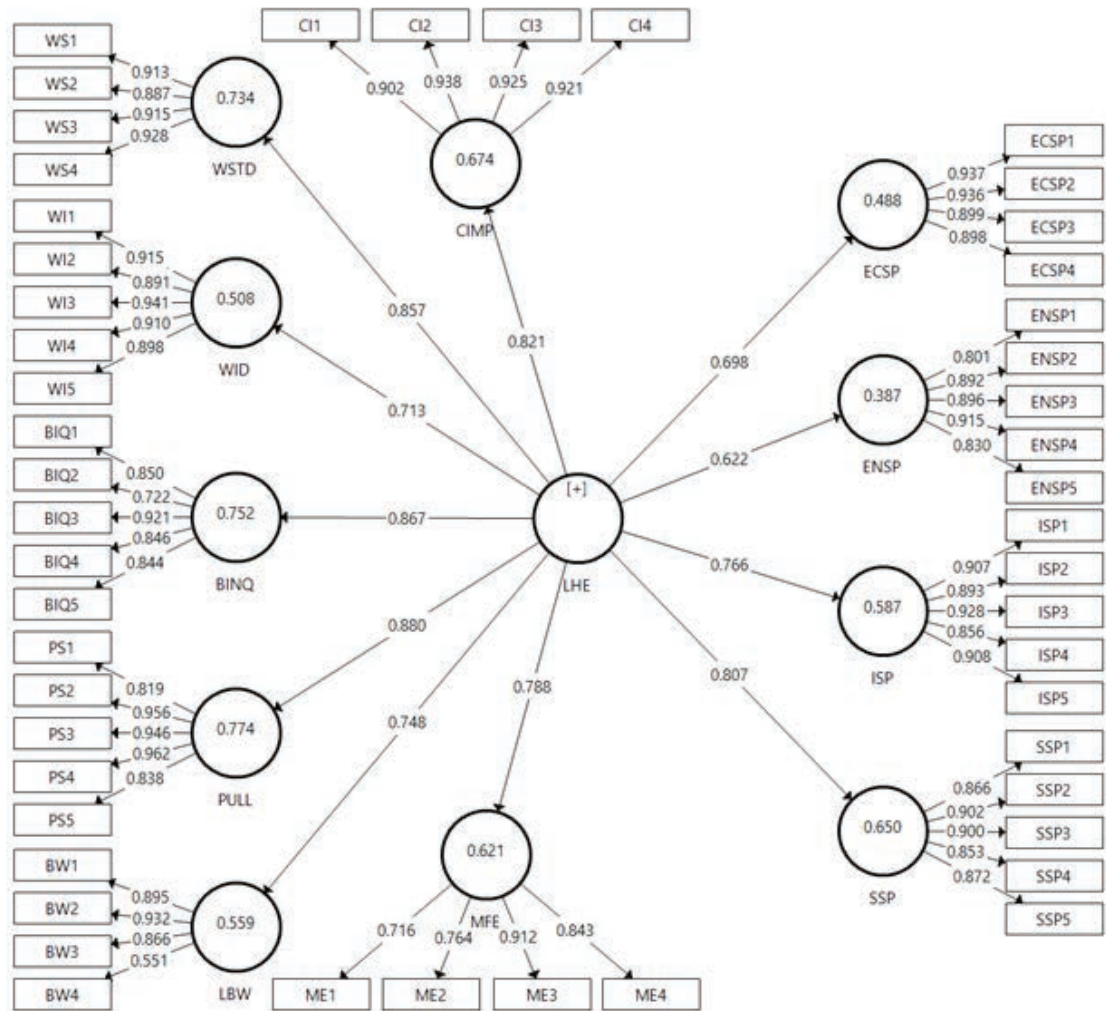 CI1
CI2
CI3
CI4
0.902
0.938
0.925
0.921
0.674
CIMP
WS1
WS2
WS3
WS4
0.913
0.887
0.915
0.928
0.734
WSTD
WI1
WI2
WI3
WI4
WI5
0.915
0.891
0.941
0.910
0.898
0.508
WID
BIQ1
BIQ2
BIQ3
BIQ4
BIQ5
0.850
0.722
0.921
0.846
0.844
0.752
BINQ
PS1
PS2
PS3
PS4
PS5
0.819
0.956
0.946
0.962
0.838
0.774
PULL
BW1
BW2
BW3
BW4
0.895
0.932
0.866
0.551
0.559
LBW
0.857
0.821
0.713
0.867
0.880
0.748
0.788
[+]
LHE
0.698
0.622
0.766
0.807
0.621
MFE
0.716
0.764
0.912
0.843
ME1
ME2
ME3
ME4
0.488
ECSP
0.937
0.936
0.899
0.898
ECSP1
ECSP2
ECSP3
ECSP4
0.387
ENSP
0.801
0.892
0.896
0.915
0.830
ENSP1
ENSP2
ENSP3
ENSP4
ENSP5
0.587
ISP
0.907
0.893
0.928
0.856
0.908
ISP1
ISP2
ISP3
ISP4
ISP5
0.650
SSP
0.866
0.902
0.900
0.853
0.872
SSP1
SSP2
SSP3
SSP4
SSP5